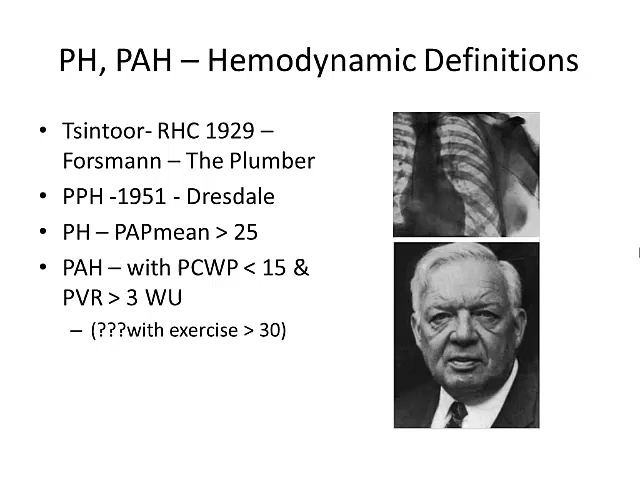 PH, PAH – Hemodynamic Definitions
• Tsintoor- RHC 1929 –
Forsmann – The Plumber
• PPH -1951 - Dresdale
• PH – PAPmean > 25
• PAH – with PCWP < 15 &
PVR > 3 WU
– (???with exercise > 30)